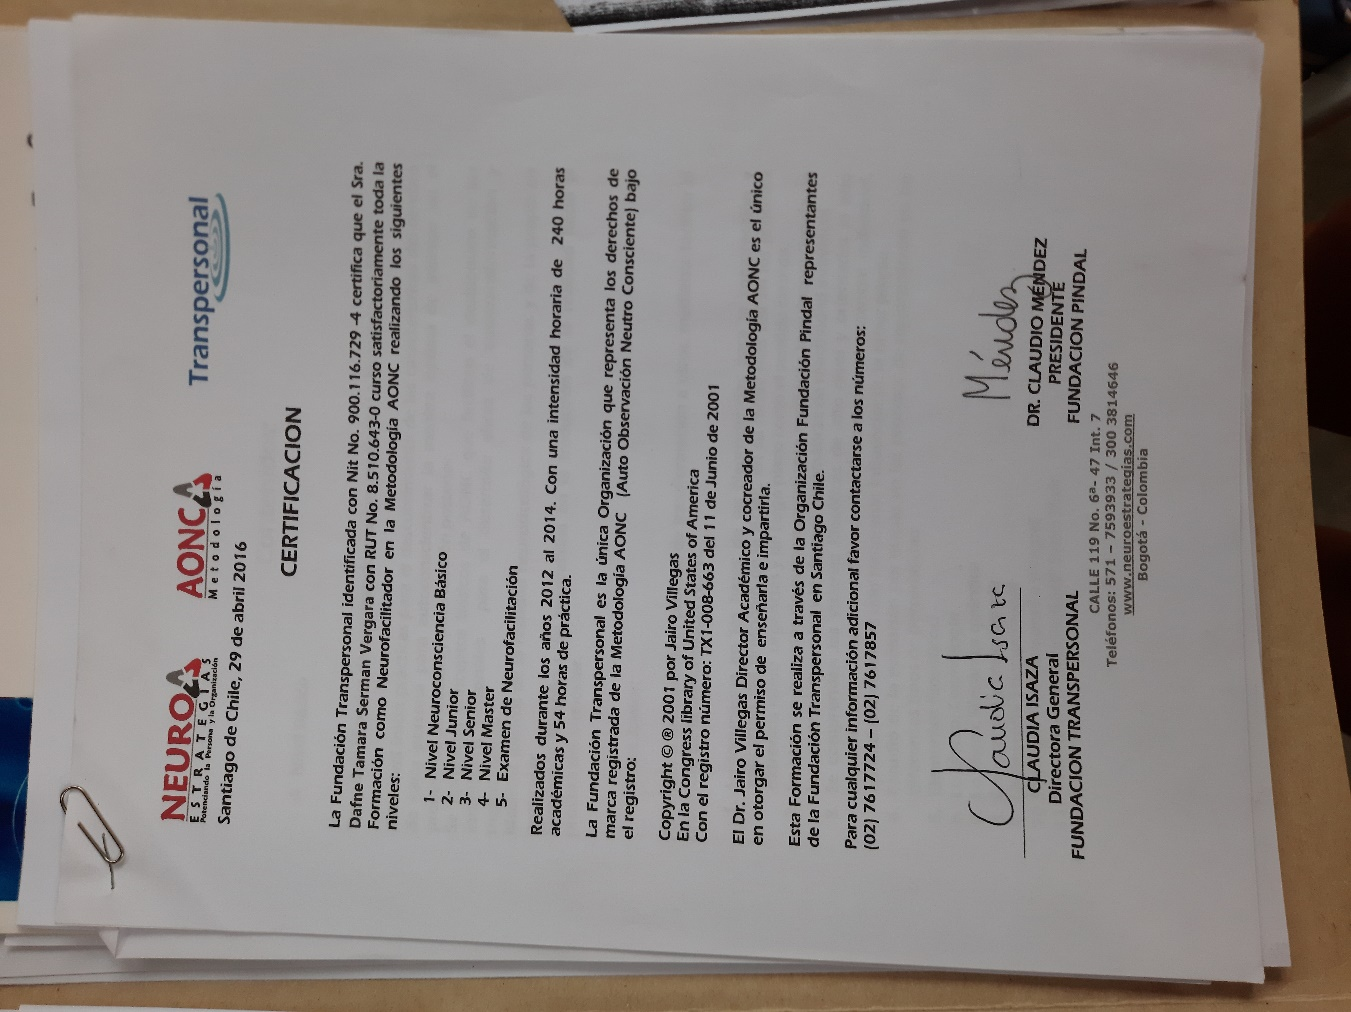 NEURO
ESTRATEGIAS
Potenciando la Persona y la Organización
AONC
Metodología
Transpersonal
Santiago de Chile, 29 de abril 2016
CERTIFICACION
La Fundación Transpersonal identificada con Nit No. 900.116.729 -4 certifica que el Sra.
Dafne Tamara Serman Vergara con RUT No. 8.510.643-0 curso satisfactoriamente toda la
Formación como Neurofacilitador en la Metodología AONC realizando los siguientes
niveles:
1- Nivel Neuroconsciencia Básico
2- Nivel Junior
3- Nivel Senior
4- Nivel Master
5- Examen de Neurofacilitación
Realizados durante los años 2012 al 2014. Con una intensidad horaria de 240 horas
académicas y 54 horas de práctica.
La Fundación Transpersonal es la única Organización que representa los derechos de
marca registrada de la Metodología AONC (Auto Observación Neutro Consciente) bajo
el registro:
Copyright © ® 2001 por Jairo Villegas
En la Congress library of United States of America
Con el registro número: TX1-008-663 del 11 de Junio de 2001
El Dr. Jairo Villegas Director Académico y cocreador de la Metodología AONC es el único
en otorgar el permiso de enseñarla e impartirla.
Esta Formación se realiza a través de la Organización Fundación Pindal representantes
de la Fundación Transpersonal en Santiago Chile.
Para cualquier información adicional favor contactarse a los números:
(02) 7617724 – (02) 7617857
Claudia Isaza
CLAUDIA ISAZA
Directora General
FUNDACION TRANSPERSONAL
Méndez
DR. CLAUDIO MÉNDEZ
PRESIDENTE
FUNDACION PINDAL
CALLE 119 No. 6ª- 47 Int. 7
Teléfonos: 571 – 7593933 / 300 3814646
www.neuroestrategias.com
Bogotá - Colombia